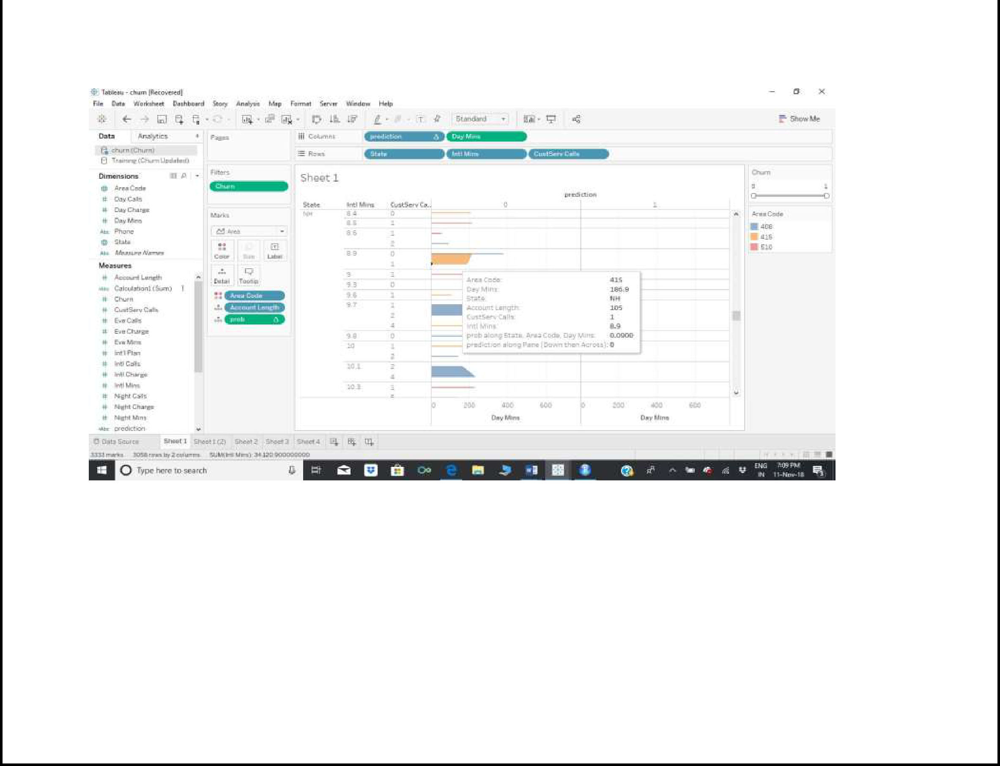 Tableau - churn [Recovered]
File Data Worksheet Dashboard Story Analysis Map Format Server Window Help
Standard
Show Me
Data Analytics
churn (Churn)
Training (Churn Updated)
Dimensions
Area Code
# Day Calls
# Day Charge
# Day Mins
Abc Phone
State
Abc Measure Names
Measures
# Account Length
=Abc Calculation1 (Sum)
# Churn
# CustServ Calls
# Eve Calls
# Eve Charge
# Eve Mins
# Int'l Plan
# Intl Calls
# Intl Charge
# Intl Mins
# Night Calls
# Night Charge
# Night Mins
=Abc prediction
Pages
Filters
Churn
Marks
Area
Color Size Label
Detail Tooltip
Area Code
Account Length
prob
Columns prediction Day Mins
Rows State Intl Mins CustServ Calls
Sheet 1
prediction
State Intl Mins CustServ Ca.. 0 1
8.4 0
8.5 1
8.6 1
2
8.9 0
1
9 1
9.3 0
9.6 1
9.7 1
2
4
9.8 0
10 1
2
10.1 2
4
10.3 1
0 200 400 600 0 200 400 600
Day Mins Day Mins
Area Code: 415
Day Mins: 186.9
State: NH
Account Length: 105
CustServ Calls: 1
Intl Mins: 8.9
prob along State, Area Code, Day Mins: 0.0900
prediction along Pane (Down then Across): 0
Churn
0 1
Area Code
408
415
510
Data Source Sheet 1 Sheet 1 (2) Sheet 2 Sheet 3 Sheet 4
3333 marks 3058 rows by 2 columns SUM(Intl Mins): 34,120.900000000
Type here to search
ENG 7:09 PM
IN 11-Nov-18